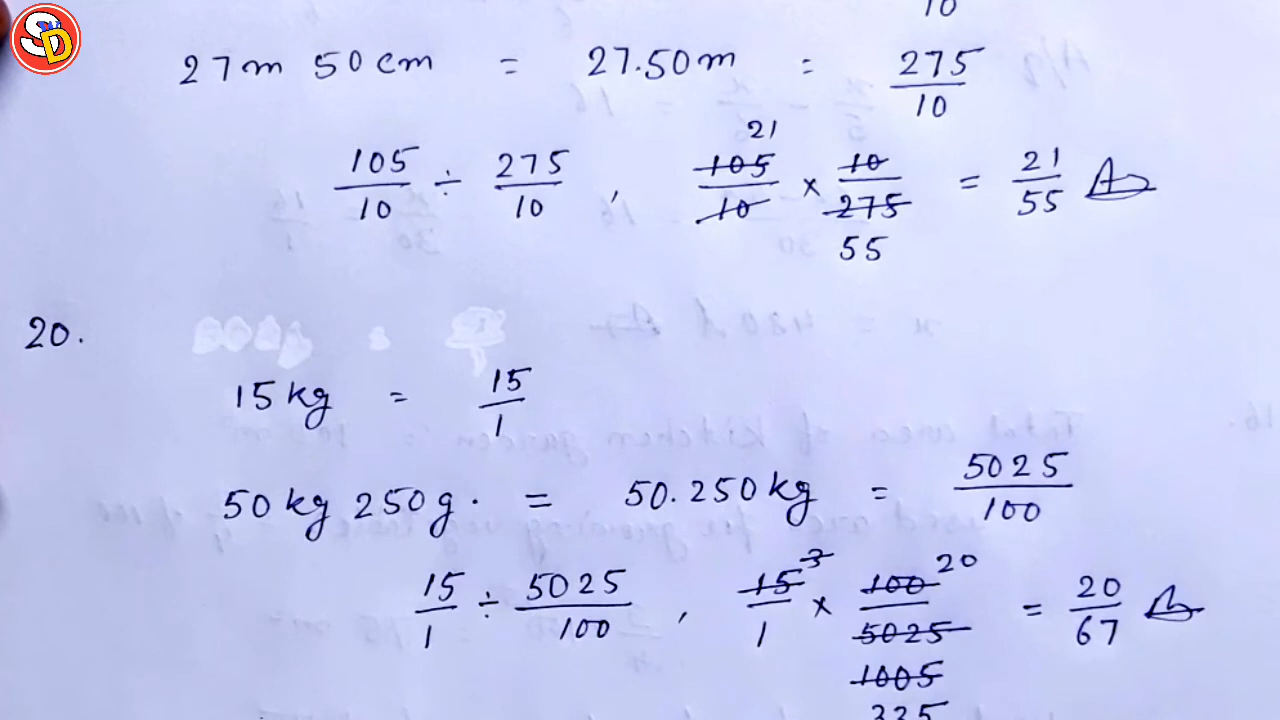 SD
10
27m 50cm = 27.50m = 275/10
21
105/10 ÷ 275/10 , 105/10 × 10/275 = 21/55
55
20.
15kg = 15/1
50kg 250g. = 50.250kg = 5025/100
3 20
15/1 ÷ 5025/100 , 15/1 × 100/5025 = 20/67
1005
335